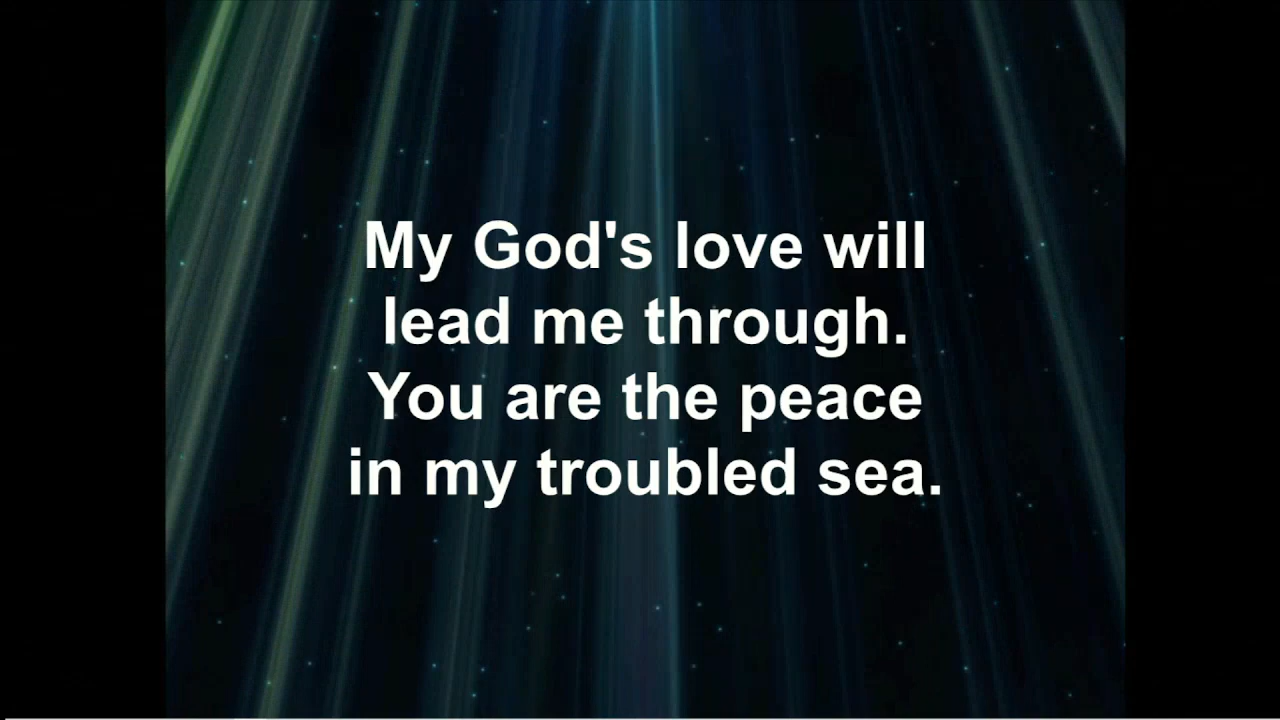 My God's love will
lead me through.
You are the peace
in my troubled sea.